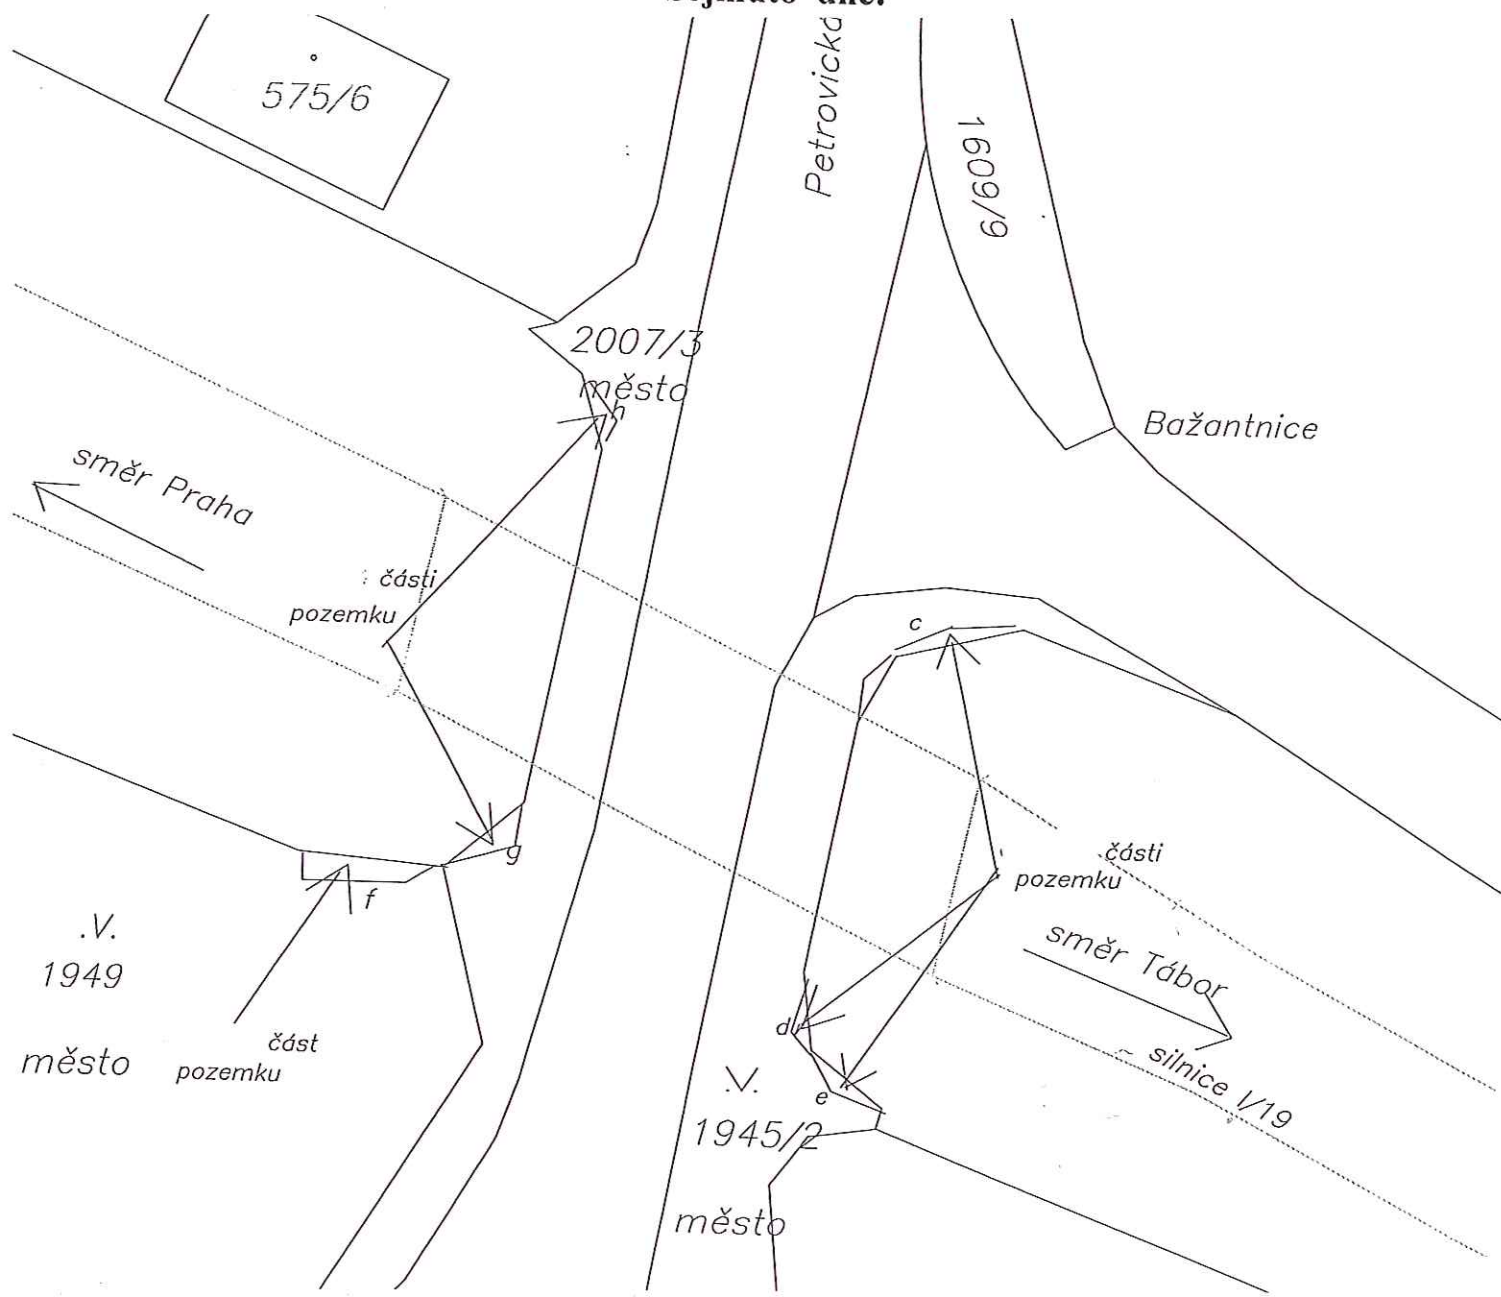 575/6
Petrovická
1609/9
2007/3
město
h
Bažantnice
směr Praha
části
pozemku
c
části
pozemku
g
f
.V.
1949
město
část
pozemku
směr Tábor
silnice I/19
d
e
.V.
1945/2
město